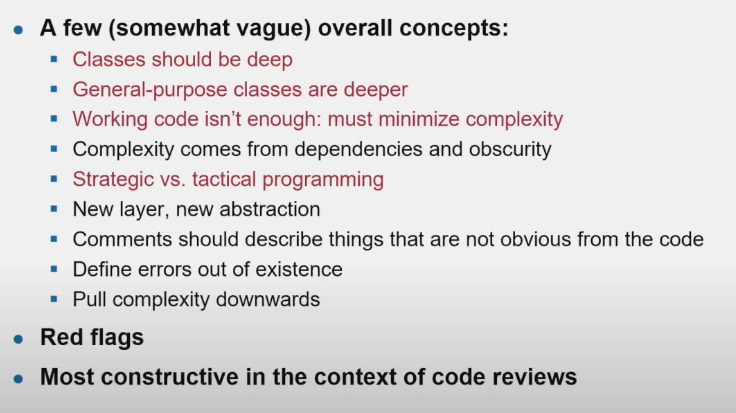 A few (somewhat vague) overall concepts:
Classes should be deep
General-purpose classes are deeper
Working code isn't enough: must minimize complexity
Complexity comes from dependencies and obscurity
Strategic vs. tactical programming
New layer, new abstraction
Comments should describe things that are not obvious from the code
Define errors out of existence
Pull complexity downwards
Red flags
Most constructive in the context of code reviews